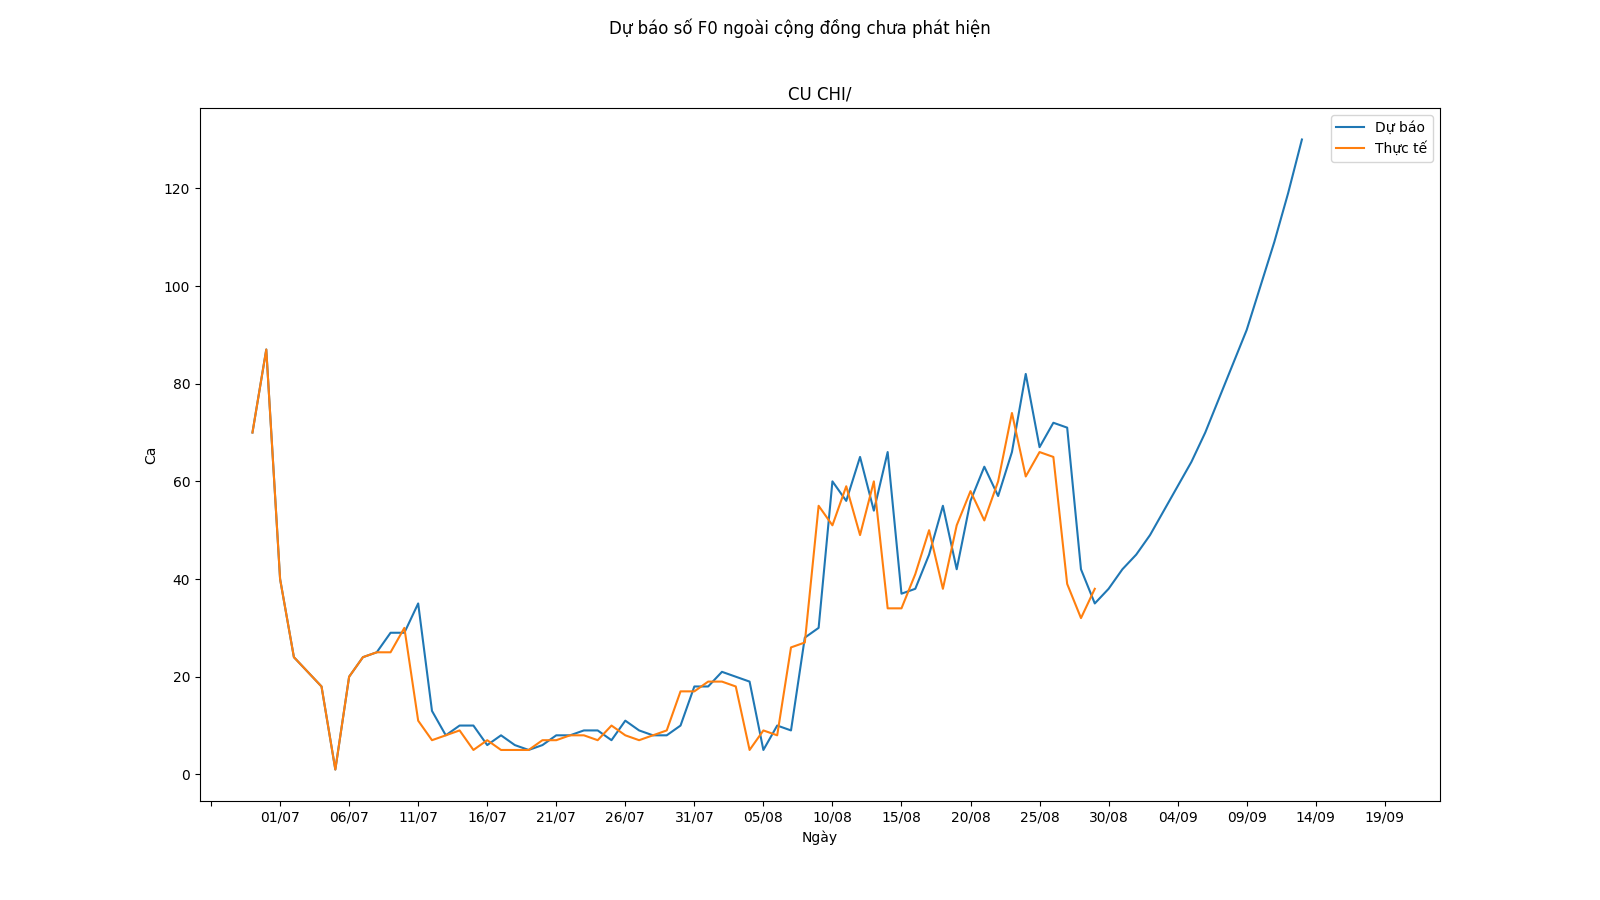 Dự báo số F0 ngoài cộng đồng chưa phát hiện
CU CHI/
Dự báo
Thực tế
120
100
80
60
40
20
0
Ca
01/07 06/07 11/07 16/07 21/07 26/07 31/07 05/08 10/08 15/08 20/08 25/08 30/08 04/09 09/09 14/09 19/09
Ngày